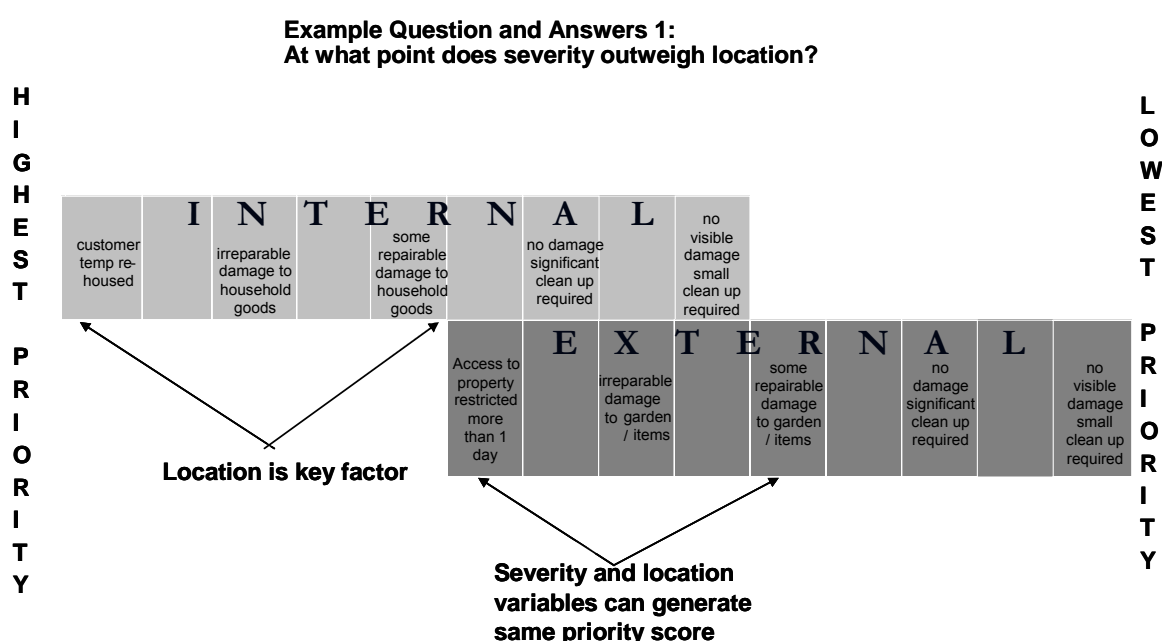 Example Question and Answers 1:
At what point does severity outweigh location?
HIGHEST PRIORITY
LOWEST PRIORITY
INTERNAL
customer
temp re-
housed
irreparable
damage to
household
goods
some
repairable
damage to
household
goods
no damage
significant
clean up
required
no
visible
damage
small
clean up
required
EXTERNAL
Access to
property
restricted
more
than 1
day
irreparable
damage
to garden
/ items
some
repairable
damage
to garden
/ items
no
damage
significant
clean up
required
no
visible
damage
small
clean up
required
Location is key factor
Severity and location
variables can generate
same priority score